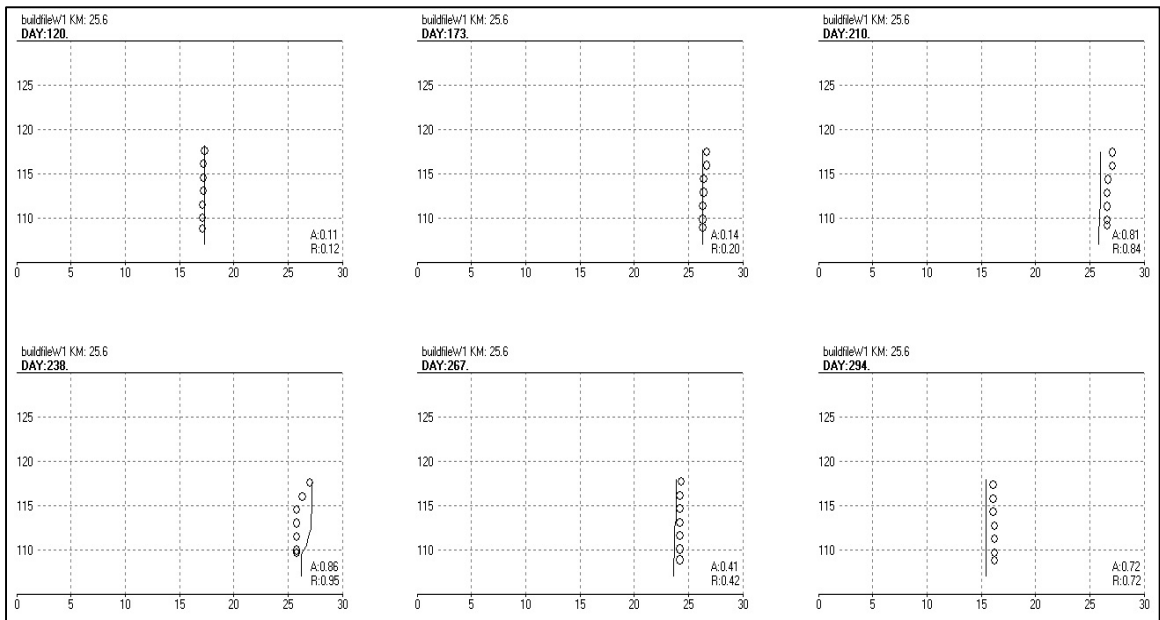 buildfileW1 KM: 25.6
DAY:120.
125
120
115
110
A:0.11
R:0.12
0 5 10 15 20 25 30
buildfileW1 KM: 25.6
DAY:173.
125
120
115
110
A:0.14
R:0.20
0 5 10 15 20 25 30
buildfileW1 KM: 25.6
DAY:210.
125
120
115
110
A:0.81
R:0.84
0 5 10 15 20 25 30
buildfileW1 KM: 25.6
DAY:238.
125
120
115
110
A:0.86
R:0.95
0 5 10 15 20 25 30
buildfileW1 KM: 25.6
DAY:267.
125
120
115
110
A:0.41
R:0.42
0 5 10 15 20 25 30
buildfileW1 KM: 25.6
DAY:294.
125
120
115
110
A:0.72
R:0.72
0 5 10 15 20 25 30